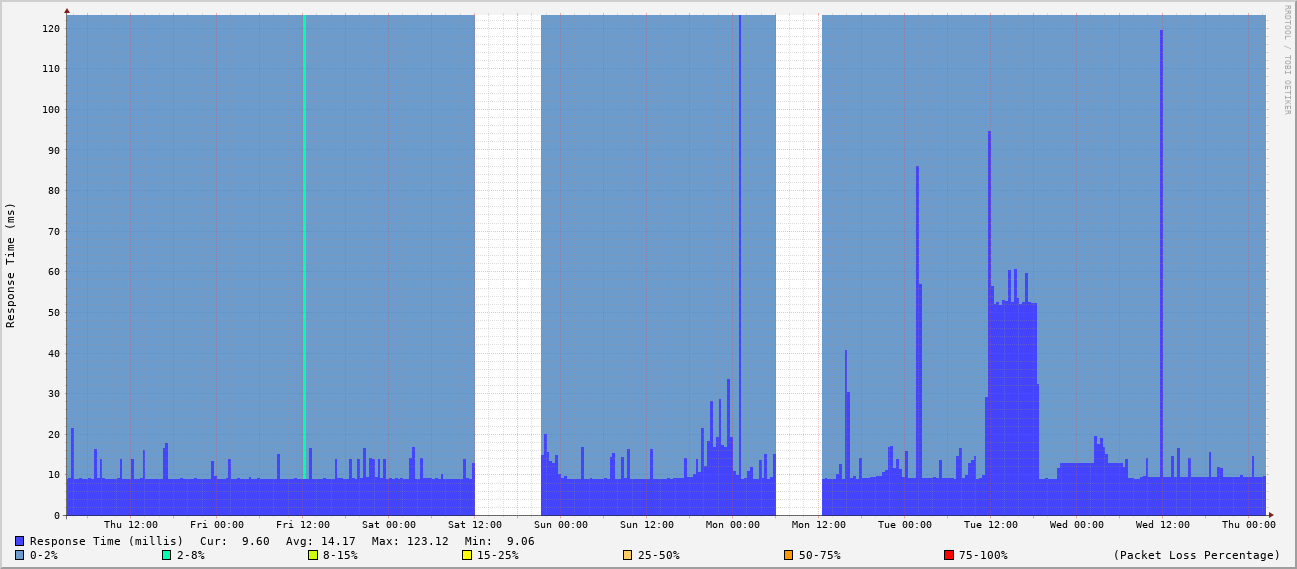 RRDTOOL / TOBI OETIKER
Response Time (ms)
120
110
100
90
80
70
60
50
40
30
20
10
0
Thu 12:00 Fri 00:00 Fri 12:00 Sat 00:00 Sat 12:00 Sun 00:00 Sun 12:00 Mon 00:00 Mon 12:00 Tue 00:00 Tue 12:00 Wed 00:00 Wed 12:00 Thu 00:00
Response Time (millis) Cur: 9.60 Avg: 14.17 Max: 123.12 Min: 9.06
0-2% 2-8% 8-15% 15-25% 25-50% 50-75% 75-100% (Packet Loss Percentage)